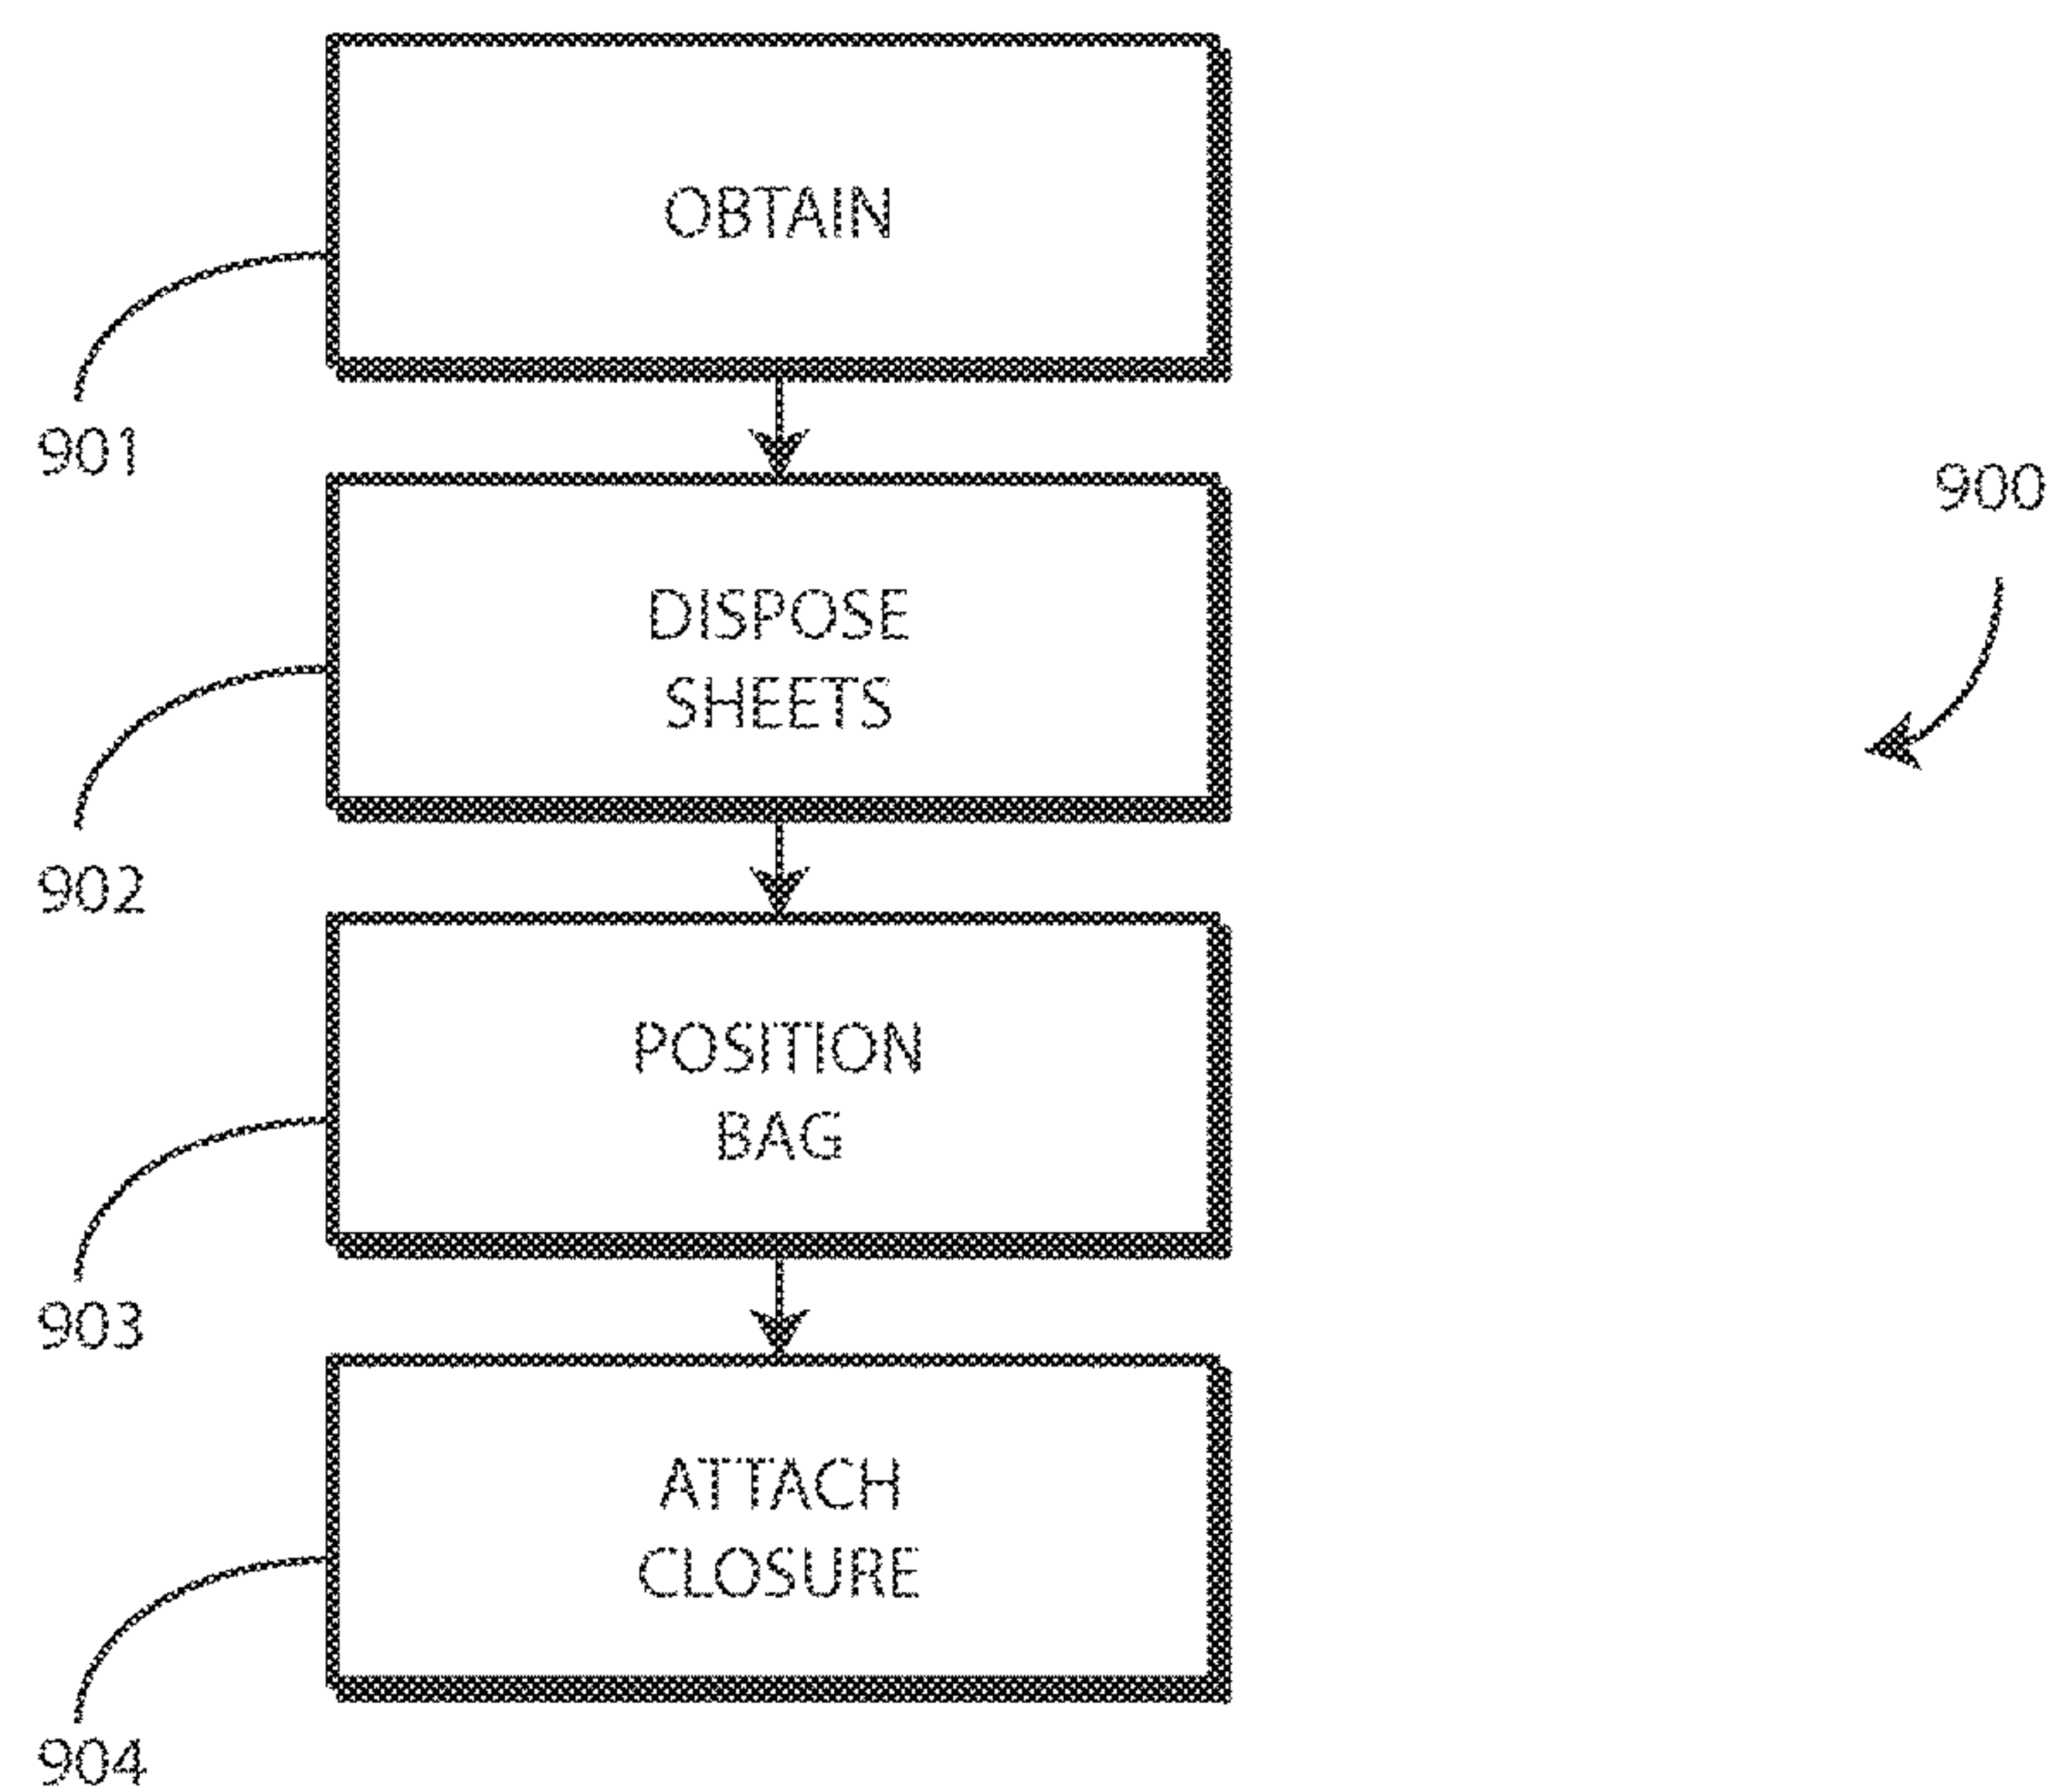 OBTAIN
901
900
DISPOSE
SHEETS
902
POSITION
BAG
903
ATTACH
CLOSURE
904